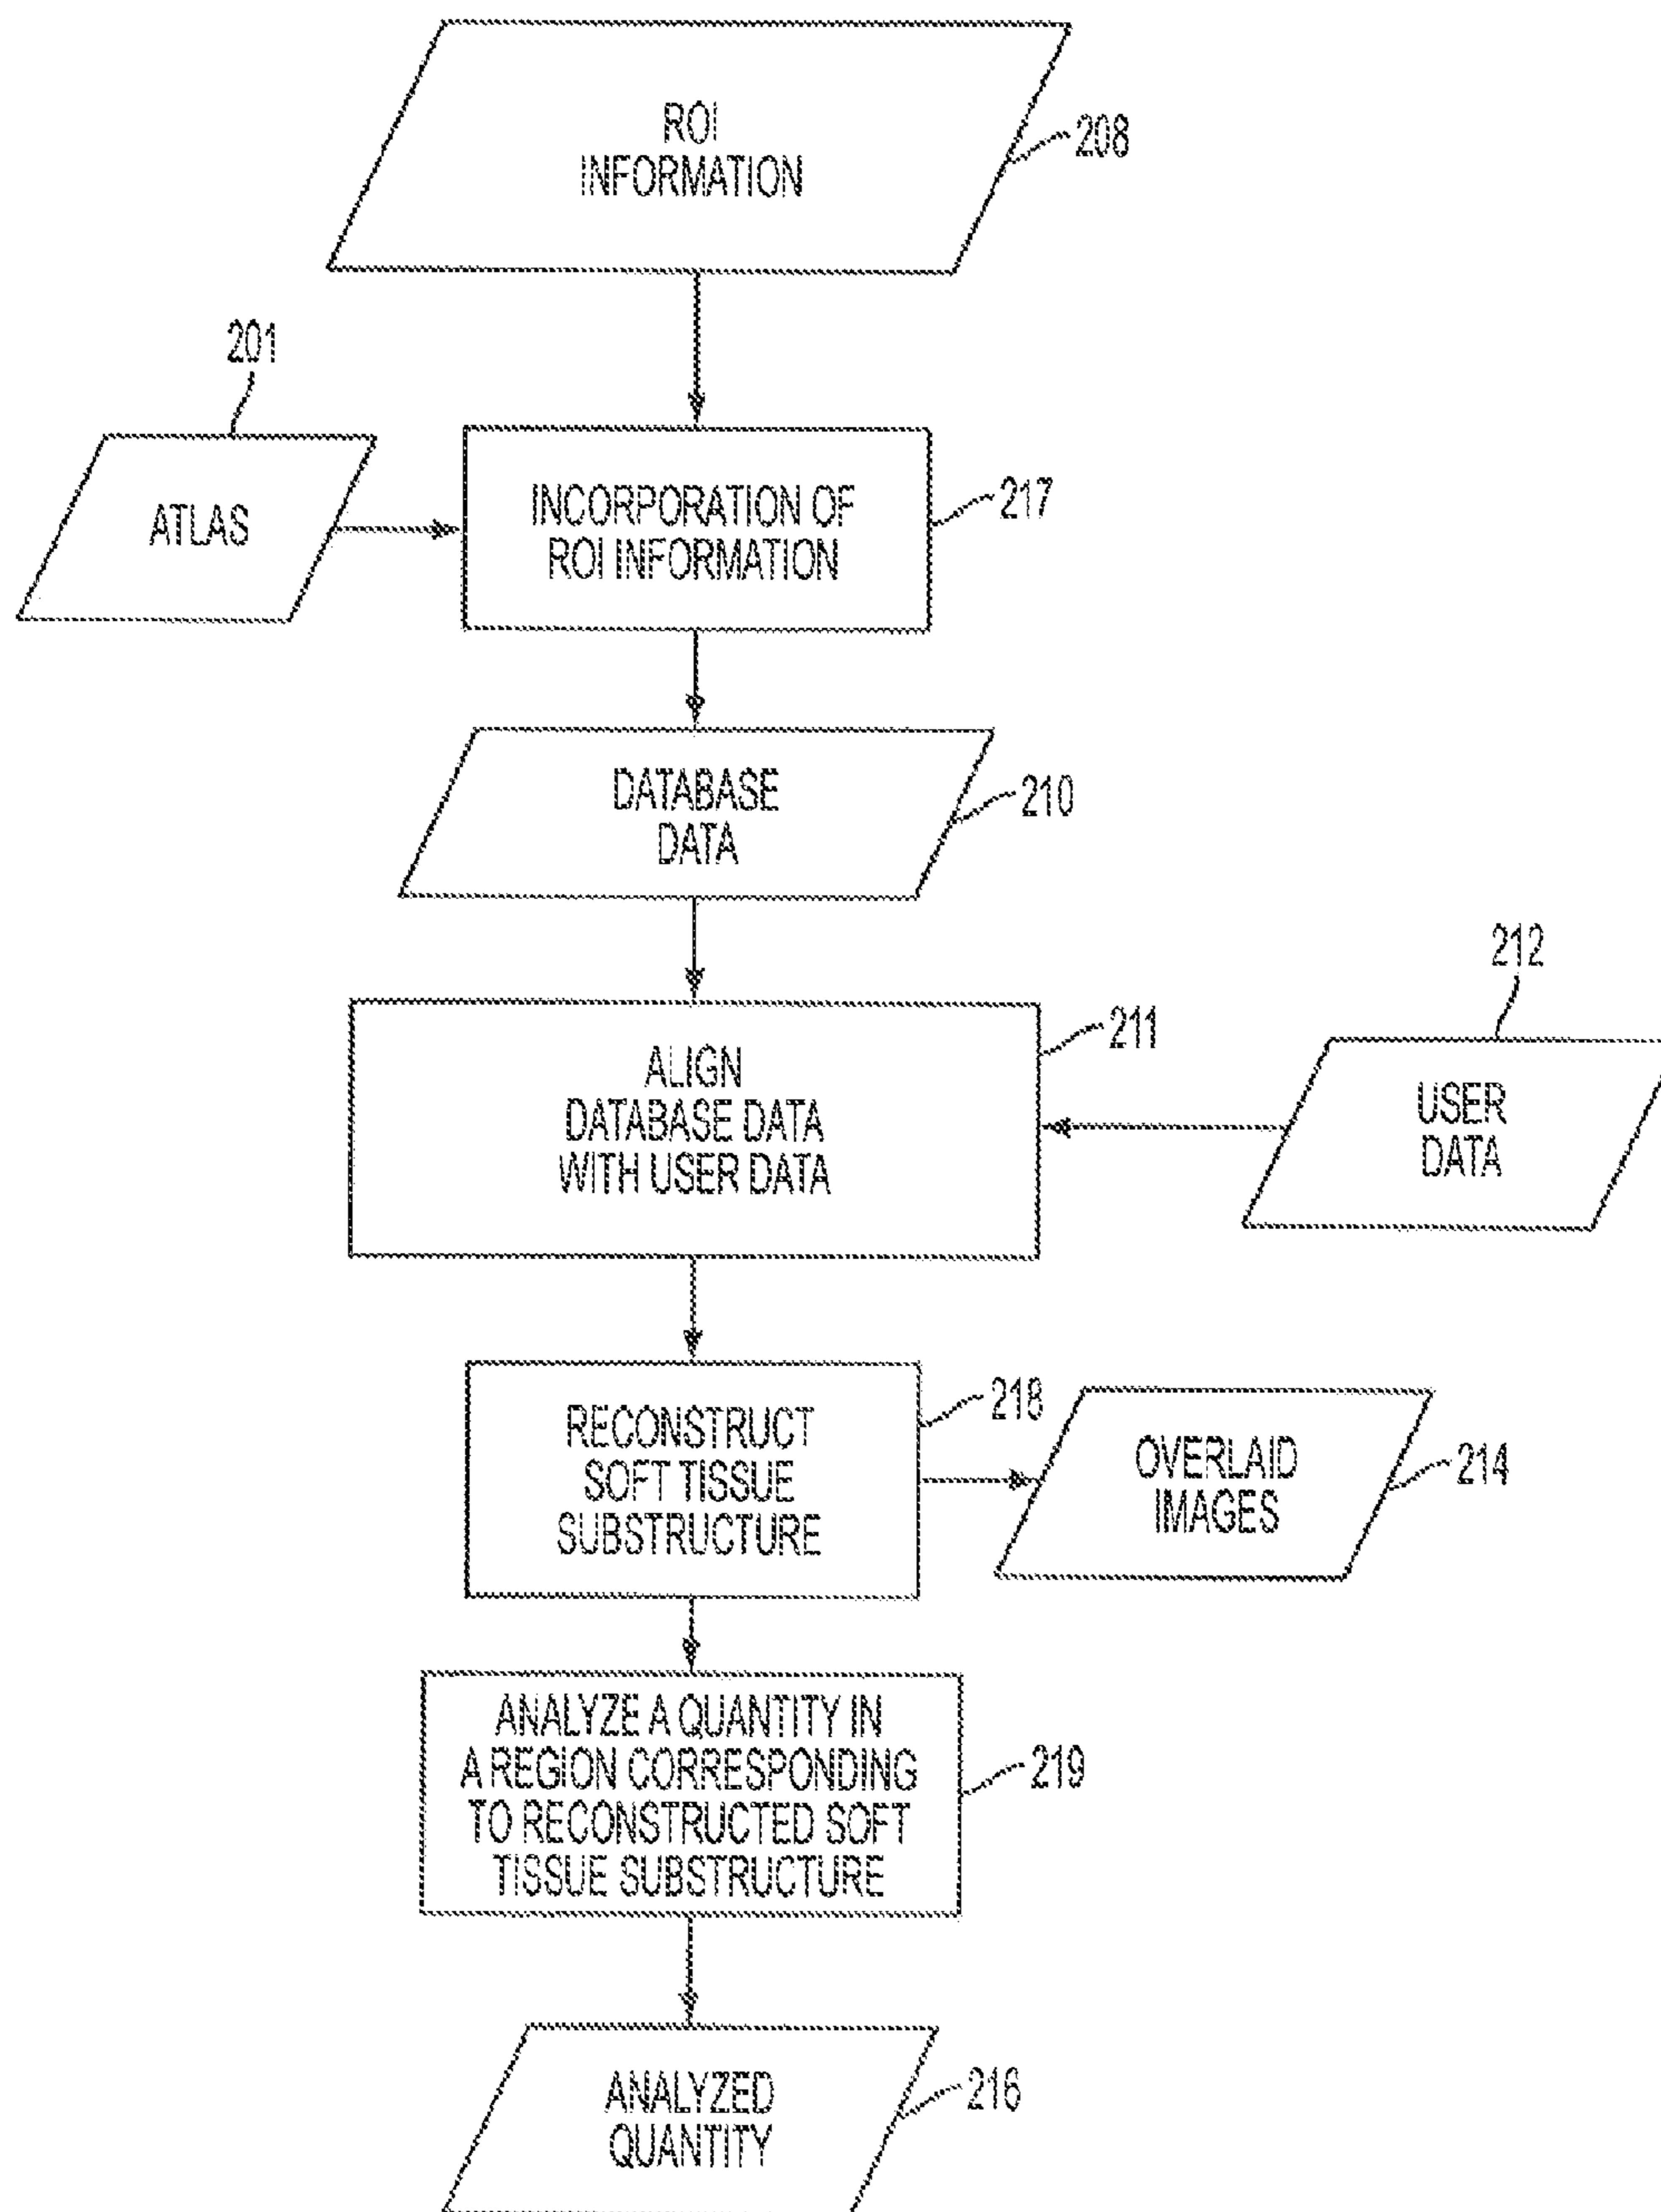 ROI
INFORMATION
208
201
ATLAS
INCORPORATION OF
ROI INFORMATION
217
DATABASE
DATA
210
212
ALIGN
DATABASE DATA
WITH USER DATA
211
USER
DATA
RECONSTRUCT
SOFT TISSUE
SUBSTRUCTURE
218
OVERLAID
IMAGES
214
ANALYZE A QUANTITY IN
A REGION CORRESPONDING
TO RECONSTRUCTED SOFT
TISSUE SUBSTRUCTURE
219
ANALYZED
QUANTITY
216